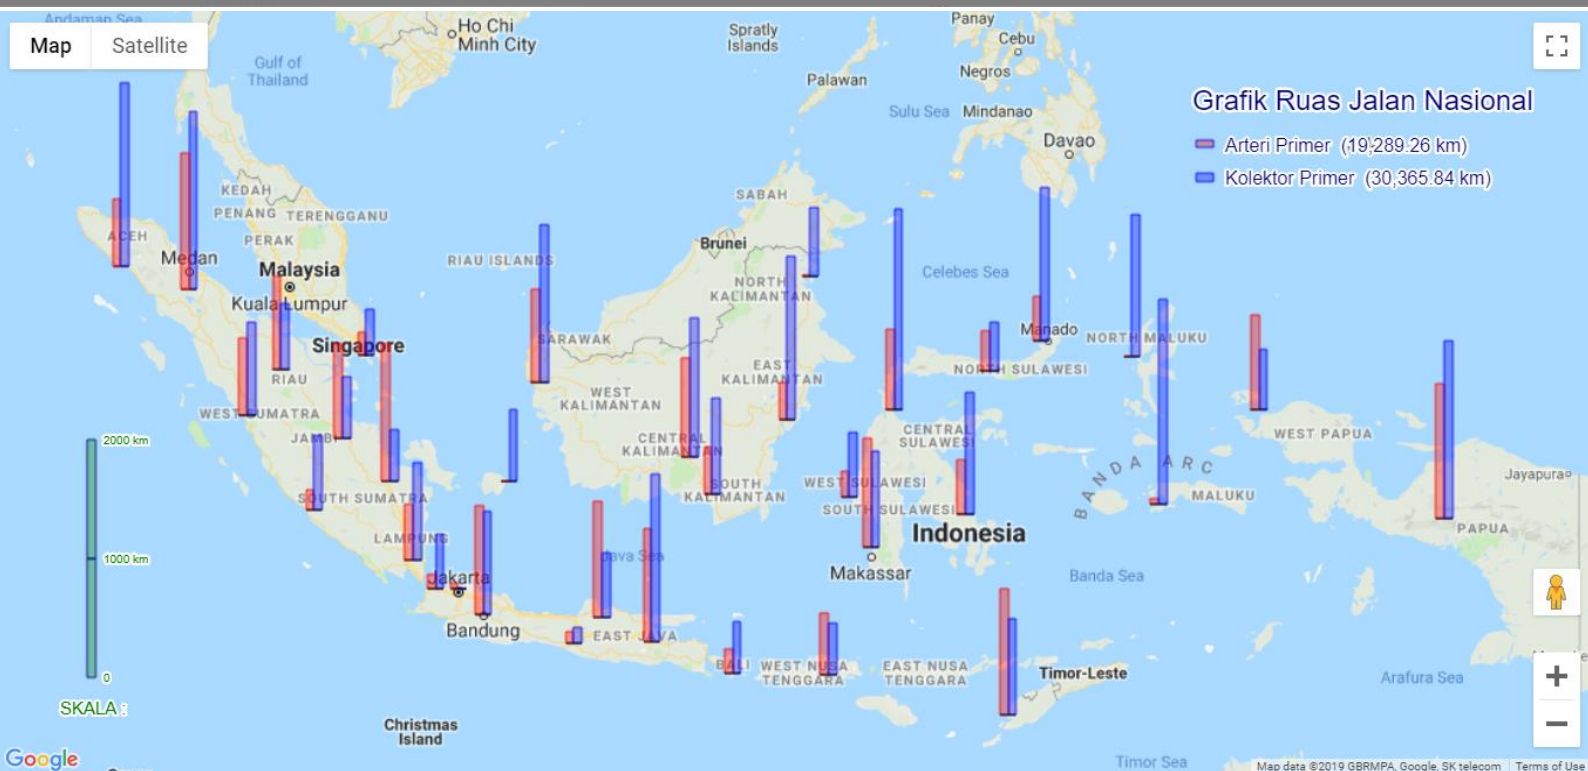 Andaman Sea
Map
Satellite
Ho Chi
Minh City
Gulf of
Thailand
Spratly
Islands
Panay
Cebu
Negros
Palawan
Sulu Sea
Mindanao
Davao
Grafik Ruas Jalan Nasional
Arteri Primer (19,289.26 km)
Kolektor Primer (30,365.84 km)
KEDAH
PENANG
TERENGGANU
PERAK
ACEH
Medan
Malaysia
Kuala Lumpur
RIAU ISLANDS
SABAH
Brunei
NORTH
KALIMANTAN
Celebes Sea
SARAWAK
Singapore
RIAU
WEST SUMATRA
JAMBI
WEST
KALIMANTAN
EAST
KALIMANTAN
Manado
NORTH MALUKU
NORTH SULAWESI
CENTRAL
KALIMANTAN
CENTRAL
SULAWESI
WEST PAPUA
2000 km
SOUTH SUMATRA
SOUTH
KALIMANTAN
WEST SULAWESI
SOUTH SULAWESI
BANDA ARC
MALUKU
Jayapura
PAPUA
LAMPUNG
Indonesia
1000 km
Java Sea
Jakarta
Makassar
Banda Sea
Bandung
EAST JAVA
BALI
WEST NUSA
TENGGARA
EAST NUSA
TENGGARA
Timor-Leste
Arafura Sea
0
SKALA :
Christmas
Island
Timor Sea
Google
Map data ©2019 GBRMPA, Google, SK telecom
Terms of Use